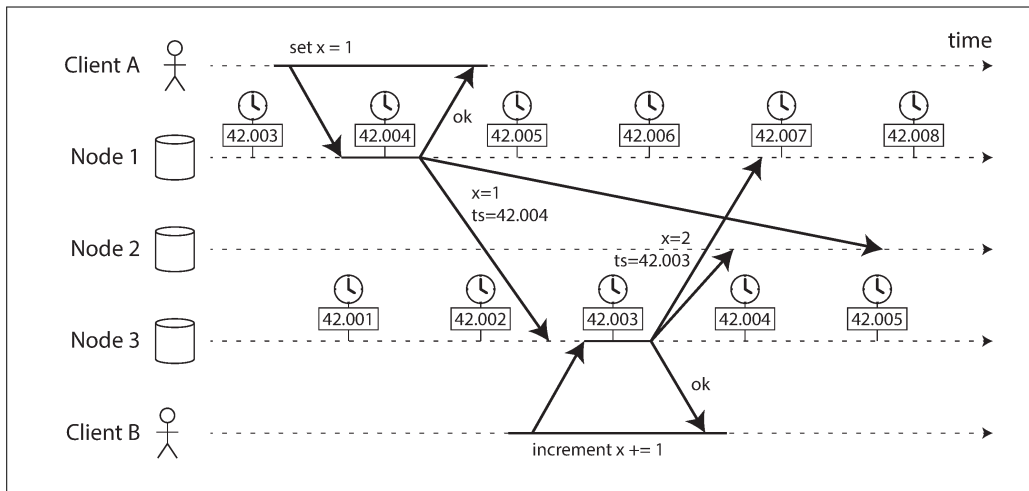 time
set x = 1
Client A
42.003
42.004
ok
42.005
42.006
42.007
42.008
Node 1
x=1
ts=42.004
Node 2
x=2
ts=42.003
42.001
42.002
42.003
42.004
42.005
Node 3
ok
Client B
increment x += 1